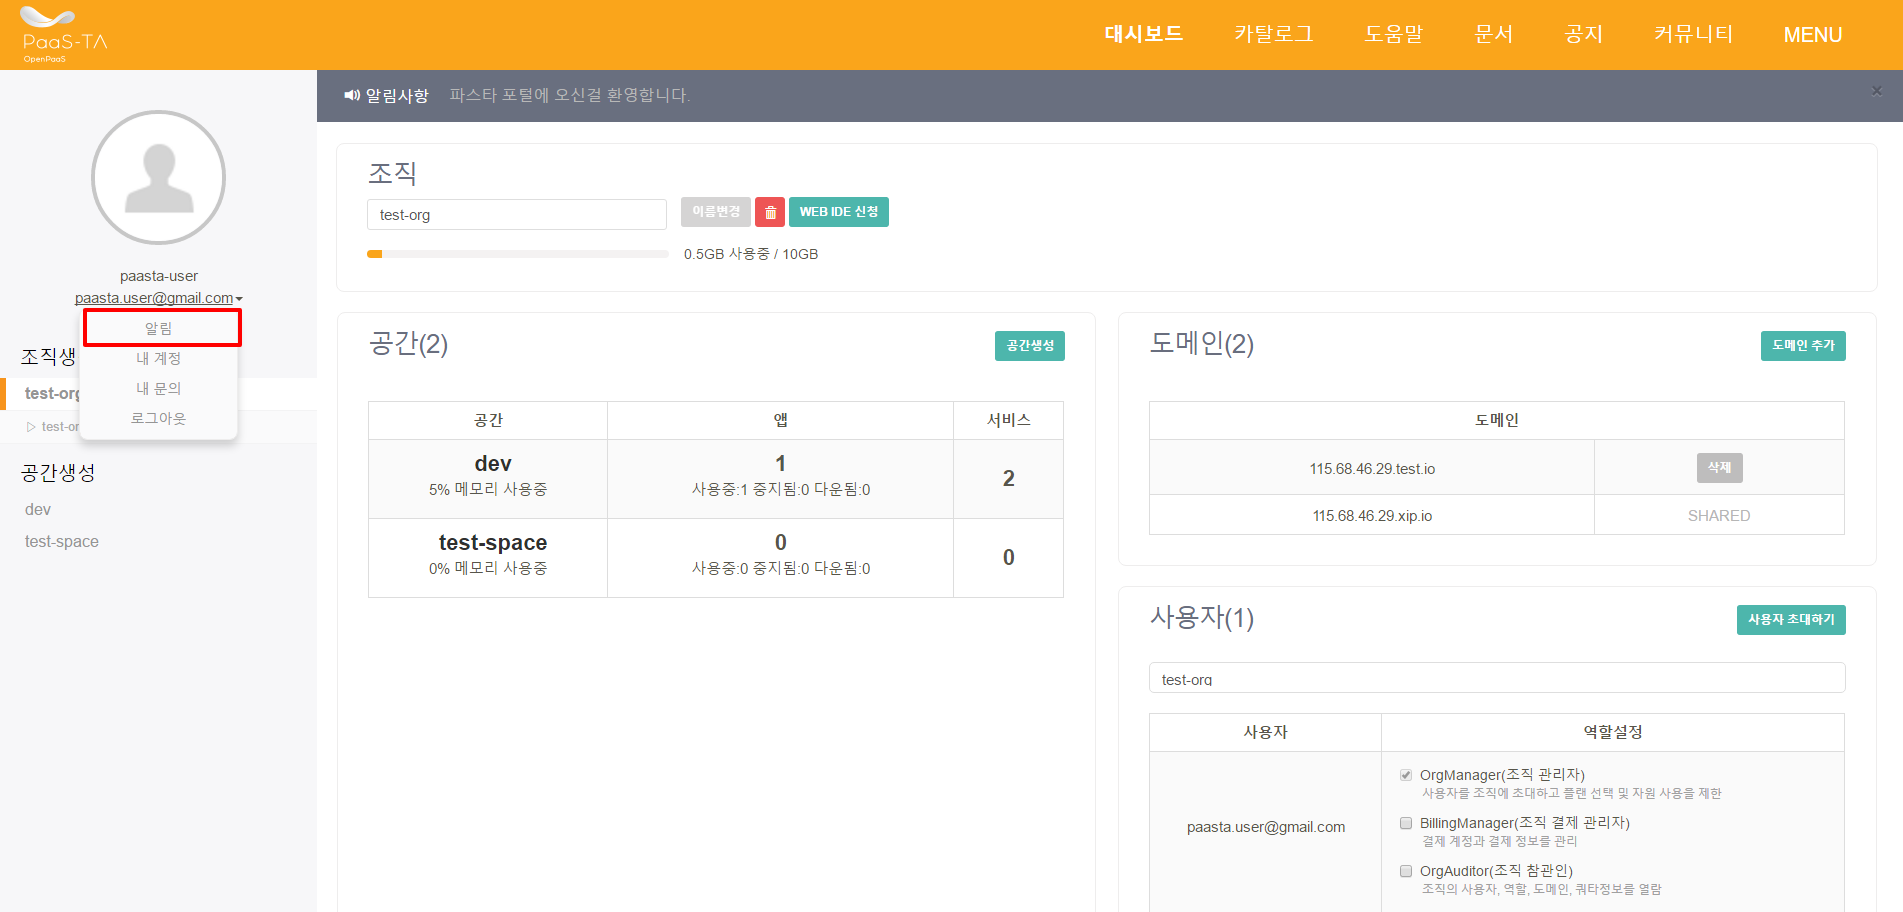 PaaS-TA
OpenPaaS
대시보드 카탈로그 도움말 문서 공지 커뮤니티 MENU
알림사항 파스타 포털에 오신걸 환영합니다. ×
paasta-user
paasta.user@gmail.com
알림
내 계정
내 문의
로그아웃
조직생
test-org
test-or
공간생성
dev
test-space
조직
test-org 이름변경 WEB IDE 신청
0.5GB 사용중 / 10GB
공간(2) 공간생성
공간 앱 서비스
dev 1 2
5% 메모리 사용중 사용중:1 중지됨:0 다운됨:0
test-space 0 0
0% 메모리 사용중 사용중:0 중지됨:0 다운됨:0
도메인(2) 도메인 추가
도메인
115.68.46.29.test.io 삭제
115.68.46.29.xip.io SHARED
사용자(1) 사용자 초대하기
test-org
사용자 역할설정
paasta.user@gmail.com
OrgManager(조직 관리자)
사용자를 조직에 초대하고 플랜 선택 및 자원 사용을 제한
BillingManager(조직 결제 관리자)
결제 계정과 결제 정보를 관리
OrgAuditor(조직 참관인)
조직의 사용자, 역할, 도메인, 쿼타정보를 열람